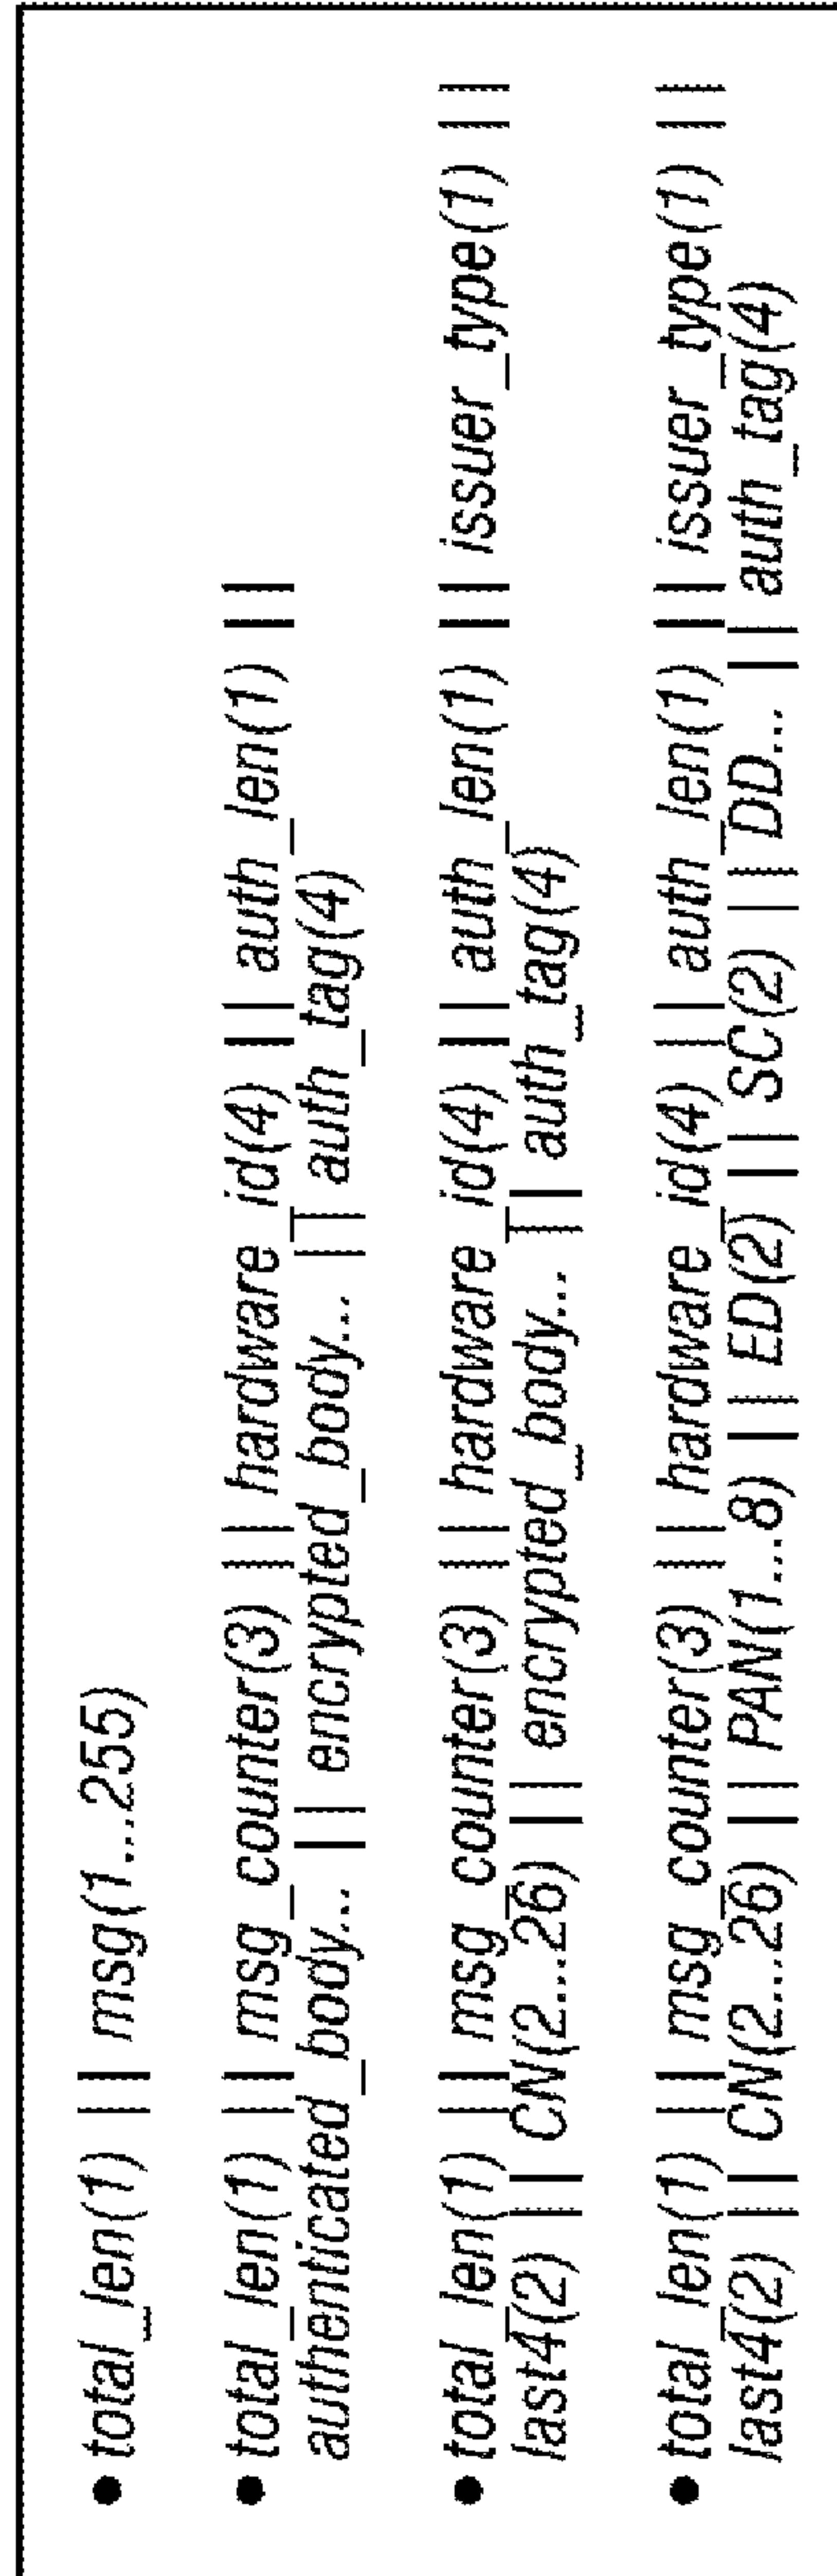 • total_len(1) || msg(1...255)
• total_len(1) || msg_counter(3) || hardware_id(4) || auth_len(1) ||
authenticated_body... || encrypted_body... || auth_tag(4)
• total_len(1) || msg_counter(3) || hardware_id(4) || auth_len(1) || issuer_type(1) ||
last4(2) || CN(2...26) || encrypted_body... || auth_tag(4)
• total_len(1) || msg_counter(3) || hardware_id(4) || auth_len(1) || issuer_type(1) ||
last4(2) || CN(2...26) || PAN(1...8) || ED(2) || SC(2) || DD... || auth_tag(4)